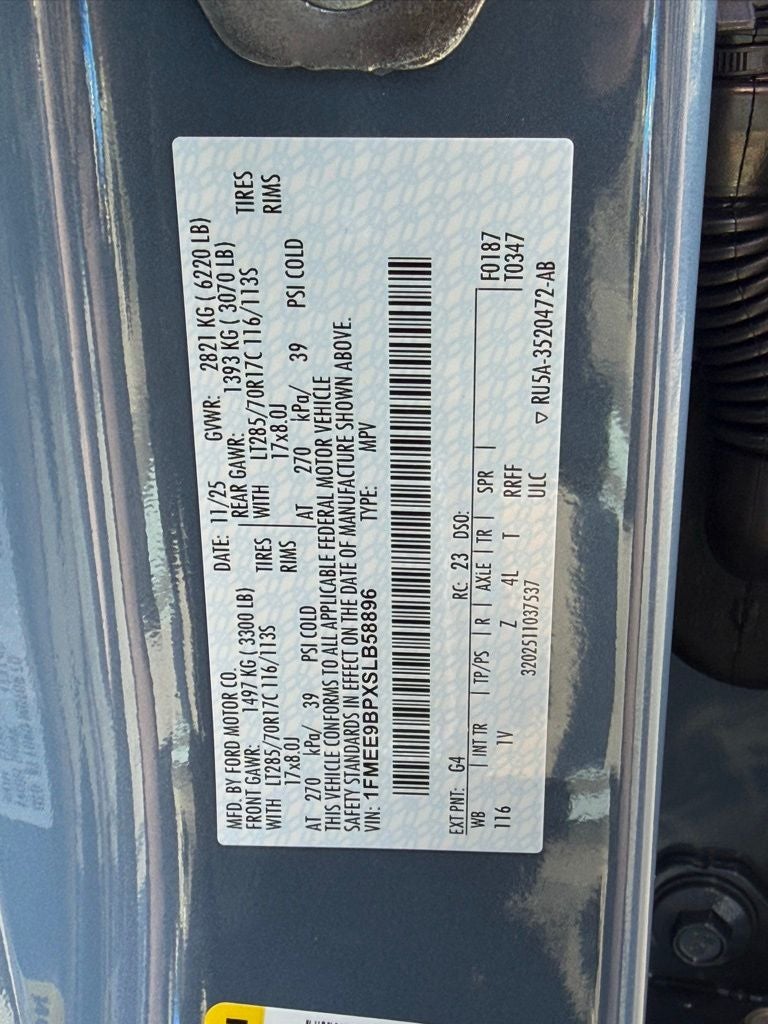 MFD. BY FORD MOTOR CO.
DATE: 11/25 GVWR: 2821 KG ( 6220 LB)
FRONT GAWR: 1497 KG ( 3300 LB) REAR GAWR: 1393 KG ( 3070 LB)
WITH LT285/70R17C 116/113S TIRES WITH LT285/70R17C 116/113S TIRES
17x8.0J RIMS 17x8.0J RIMS
AT 270 kPa/ 39 PSI COLD AT 270 kPa/ 39 PSI COLD
THIS VEHICLE CONFORMS TO ALL APPLICABLE FEDERAL MOTOR VEHICLE
SAFETY STANDARDS IN EFFECT ON THE DATE OF MANUFACTURE SHOWN ABOVE.
VIN: 1FMEE9BPXSLB58896 TYPE: MPV
EXT PNT: G4 RC: 23 DSO: F0187
WB INT TR TP/PS R AXLE TR SPR T0347
116 1V Z 4L T RRFF
3202511037537 ULC ▽ RU5A-3520472-AB